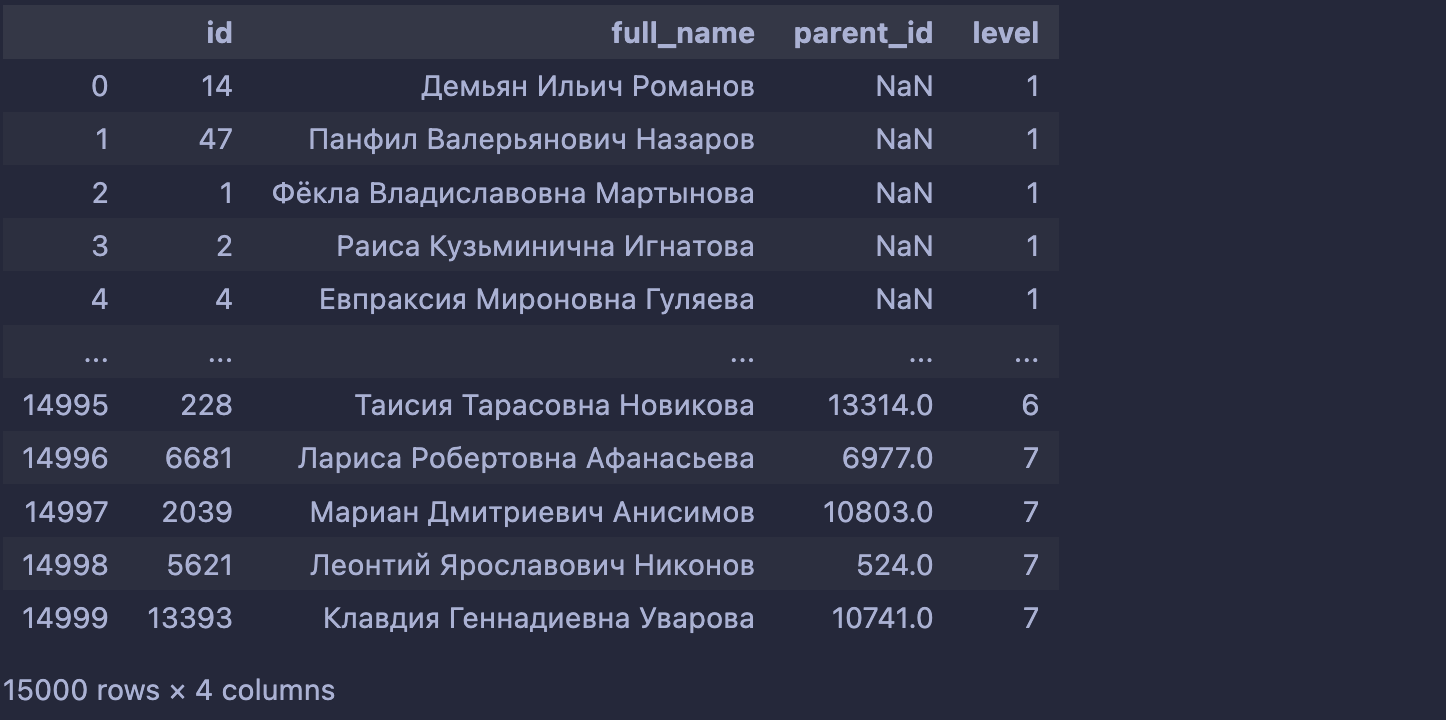 id full_name parent_id level
0 14 Демьян Ильич Романов NaN 1
1 47 Панфил Валерьянович Назаров NaN 1
2 1 Фёкла Владиславовна Мартынова NaN 1
3 2 Раиса Кузьминична Игнатова NaN 1
4 4 Евпраксия Мироновна Гуляева NaN 1
... ... ... ... ...
14995 228 Таисия Тарасовна Новикова 13314.0 6
14996 6681 Лариса Робертовна Афанасьева 6977.0 7
14997 2039 Мариан Дмитриевич Анисимов 10803.0 7
14998 5621 Леонтий Ярославович Никонов 524.0 7
14999 13393 Клавдия Геннадиевна Уварова 10741.0 7
15000 rows × 4 columns